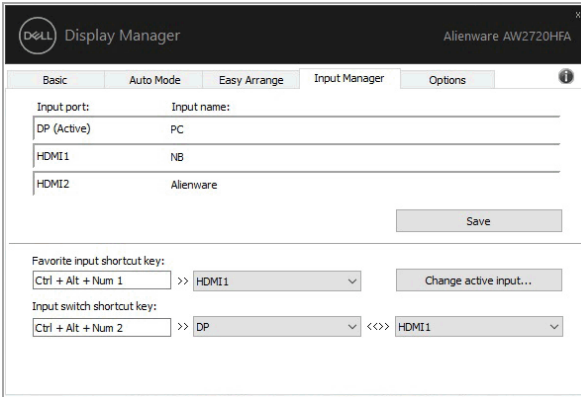 DELL Display Manager Alienware AW2720HFA
Basic Auto Mode Easy Arrange Input Manager Options
Input port: Input name:
DP (Active) PC
HDMI1 NB
HDMI2 Alienware
Save
Favorite input shortcut key:
Ctrl + Alt + Num 1 >> HDMI1 Change active input...
Input switch shortcut key:
Ctrl + Alt + Num 2 >> DP <<>> HDMI1